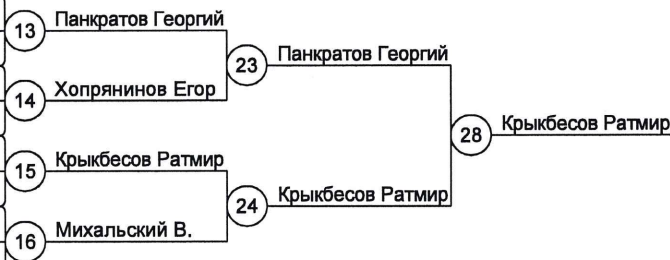 13 Панкратов Георгий
23 Панкратов Георгий
14 Хопрянинов Егор
28 Крыкбесов Ратмир
15 Крыкбесов Ратмир
24 Крыкбесов Ратмир
16 Михальский В.